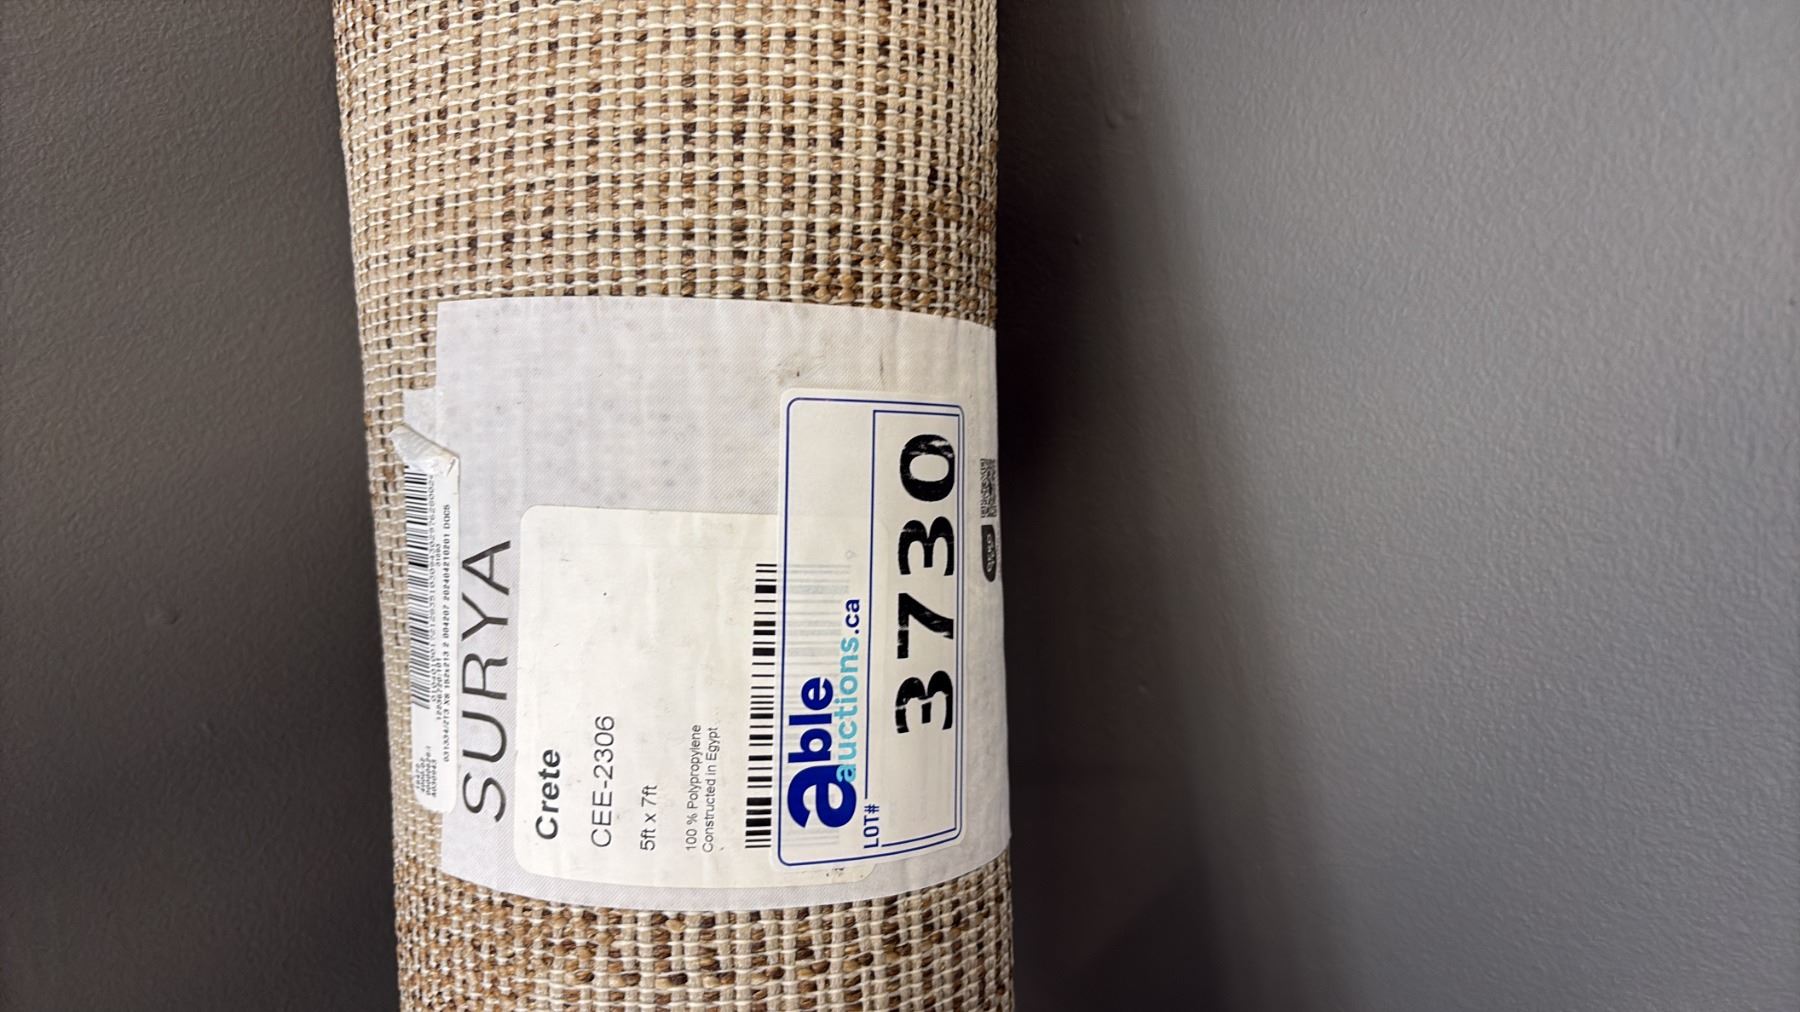 SURYA
Crete
CEE-2306
5ft x 7ft
100 % Polypropylene
Constructed in Egypt
able
auctions.ca
LOT#
3730